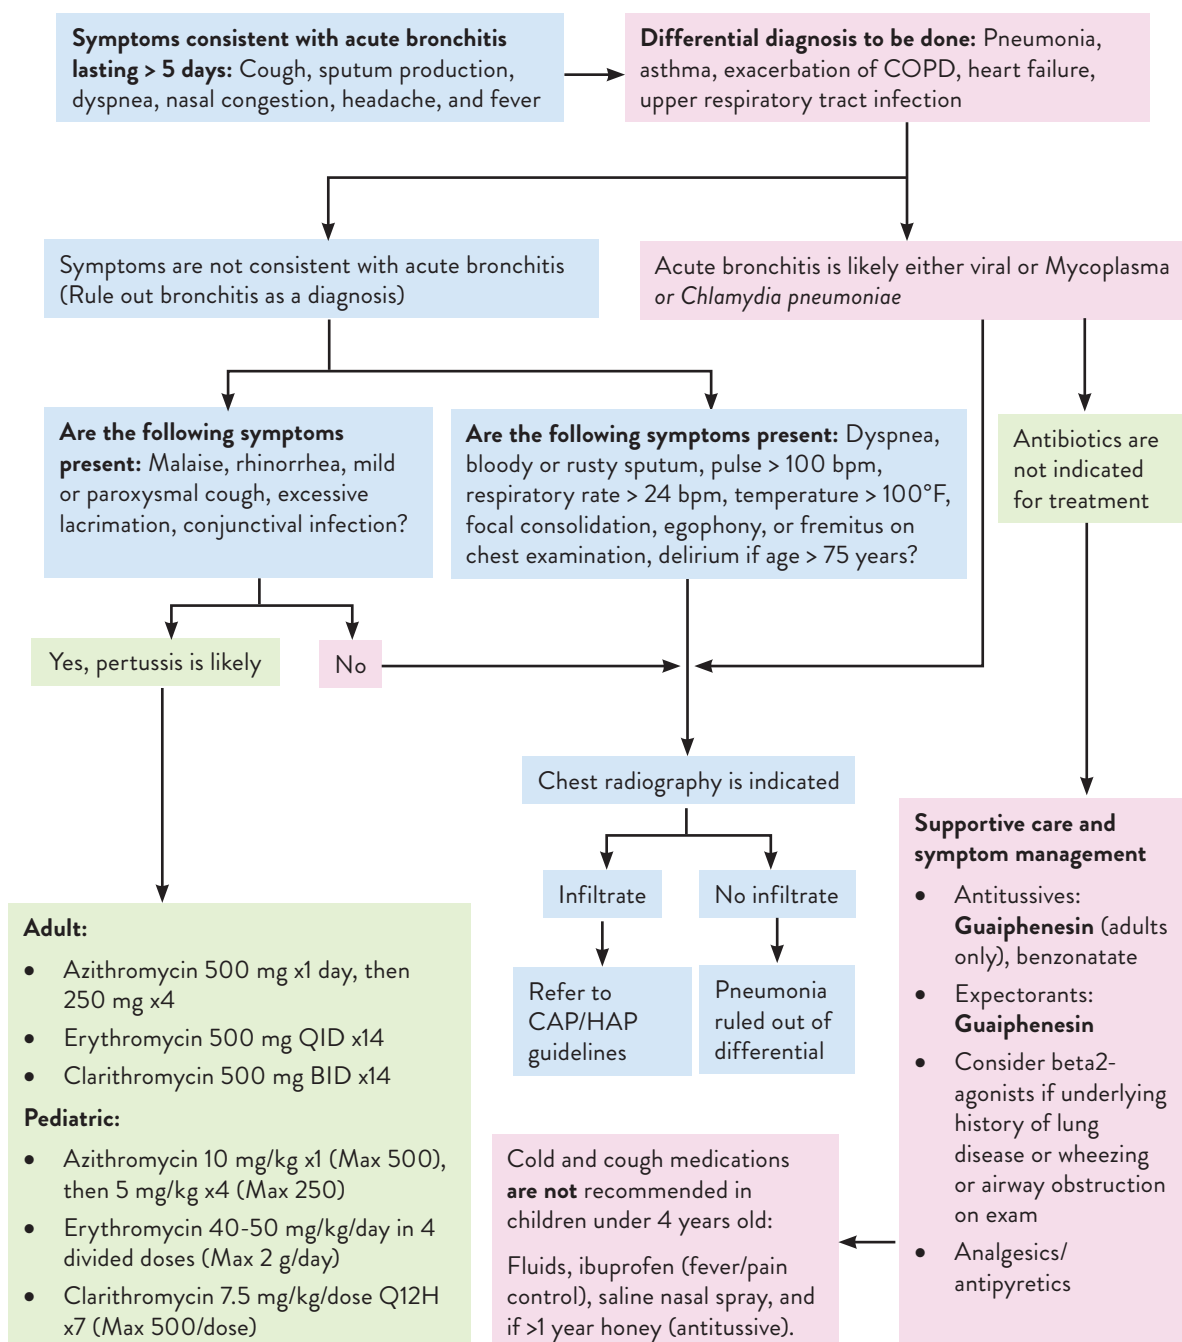 Symptoms consistent with acute bronchitis
lasting > 5 days: Cough, sputum production,
dyspnea, nasal congestion, headache, and fever
Differential diagnosis to be done: Pneumonia,
asthma, exacerbation of COPD, heart failure,
upper respiratory tract infection
Symptoms are not consistent with acute bronchitis
(Rule out bronchitis as a diagnosis)
Acute bronchitis is likely either viral or Mycoplasma
or Chlamydia pneumoniae
Are the following symptoms
present: Malaise, rhinorrhea, mild
or paroxysmal cough, excessive
lacrimation, conjunctival infection?
Are the following symptoms present: Dyspnea,
bloody or rusty sputum, pulse > 100 bpm,
respiratory rate > 24 bpm, temperature > 100°F,
focal consolidation, egophony, or fremitus on
chest examination, delirium if age > 75 years?
Antibiotics are
not indicated
for treatment
Yes, pertussis is likely
No
Chest radiography is indicated
Infiltrate
No infiltrate
Refer to
CAP/HAP
guidelines
Pneumonia
ruled out of
differential
Supportive care and
symptom management
• Antitussives:
Guaiphenesin (adults
only), benzonatate
• Expectorants:
Guaiphenesin
• Consider beta2-
agonists if underlying
history of lung
disease or wheezing
or airway obstruction
on exam
• Analgesics/
antipyretics
Adult:
• Azithromycin 500 mg x1 day, then
250 mg x4
• Erythromycin 500 mg QID x14
• Clarithromycin 500 mg BID x14
Pediatric:
• Azithromycin 10 mg/kg x1 (Max 500),
then 5 mg/kg x4 (Max 250)
• Erythromycin 40-50 mg/kg/day in 4
divided doses (Max 2 g/day)
• Clarithromycin 7.5 mg/kg/dose Q12H
x7 (Max 500/dose)
Cold and cough medications
are not recommended in
children under 4 years old:
Fluids, ibuprofen (fever/pain
control), saline nasal spray, and
if >1 year honey (antitussive).